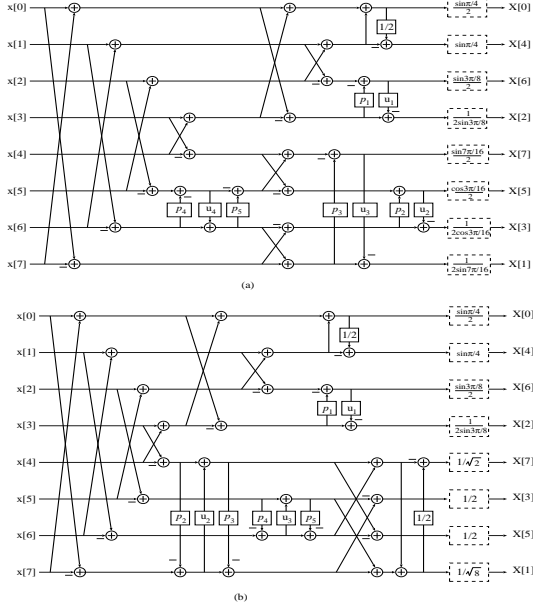 x[0] sinπ/4 2 X[0]
1/2
x[1] sinπ/4 X[4]
x[2] sin3π/8 2 X[6]
p1 u1
x[3] 1 2sin3π/8 X[2]
x[4] sin7π/16 2 X[7]
x[5] cos3π/16 2 X[5]
p4 u4 p5 p3 u3 p2 u2
x[6] 1 2cos3π/16 X[3]
x[7] 1 2sin7π/16 X[1]
(a)
x[0] sinπ/4 2 X[0]
1/2
x[1] sinπ/4 X[4]
x[2] sin3π/8 2 X[6]
p1 u1
x[3] 1 2sin3π/8 X[2]
x[4] 1/√2 X[7]
x[5] 1/2 X[3]
p2 u2 p3 p4 u3 p5 1/2
x[6] 1/2 X[5]
x[7] 1/√8 X[1]
(b)